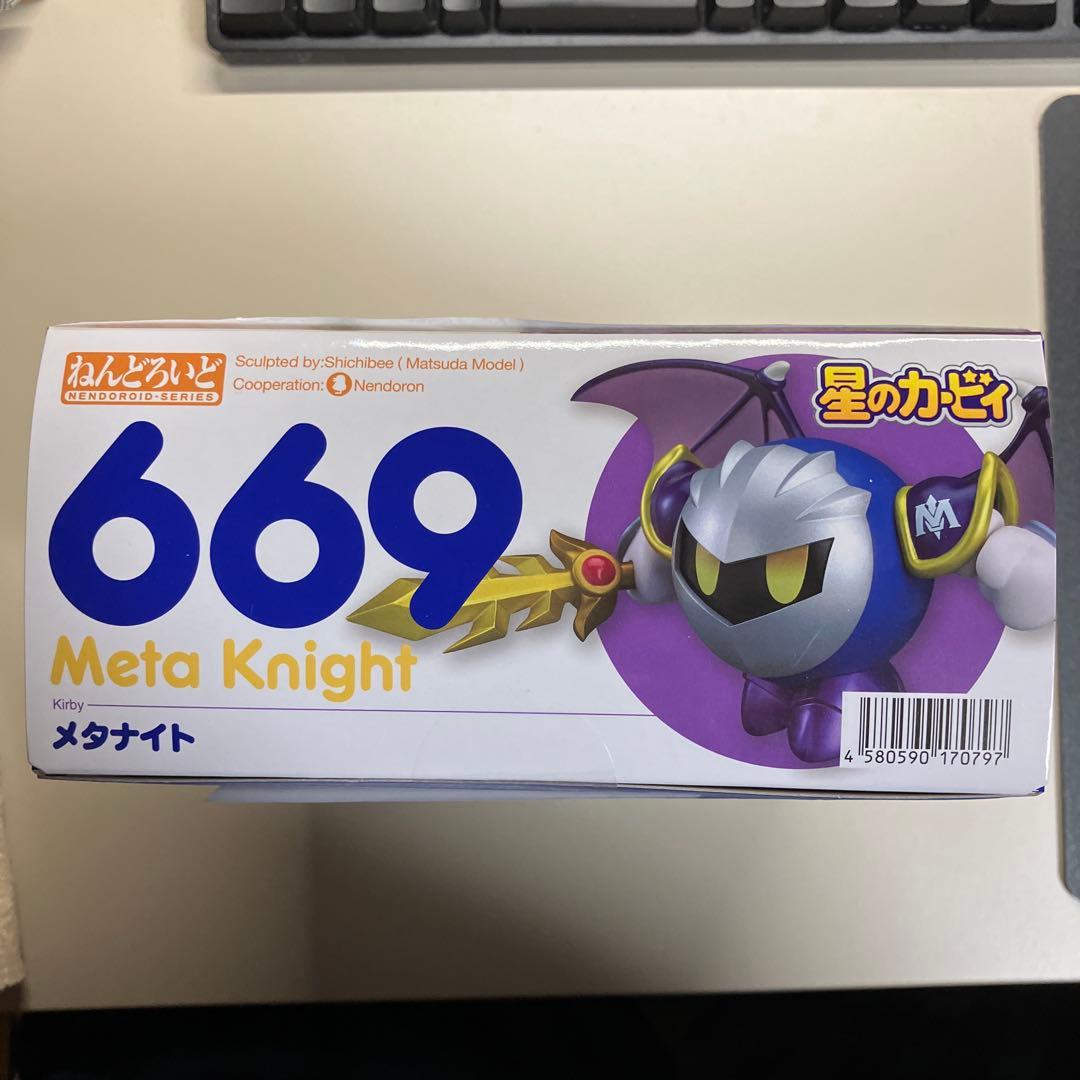 ねんどろいど
NENDOROID·SERIES
Sculpted by:Shichibee ( Matsuda Model )
Cooperation: Nendoron
星のカービィ
669
M
Meta Knight
Kirby
メタナイト
4 580590 170797